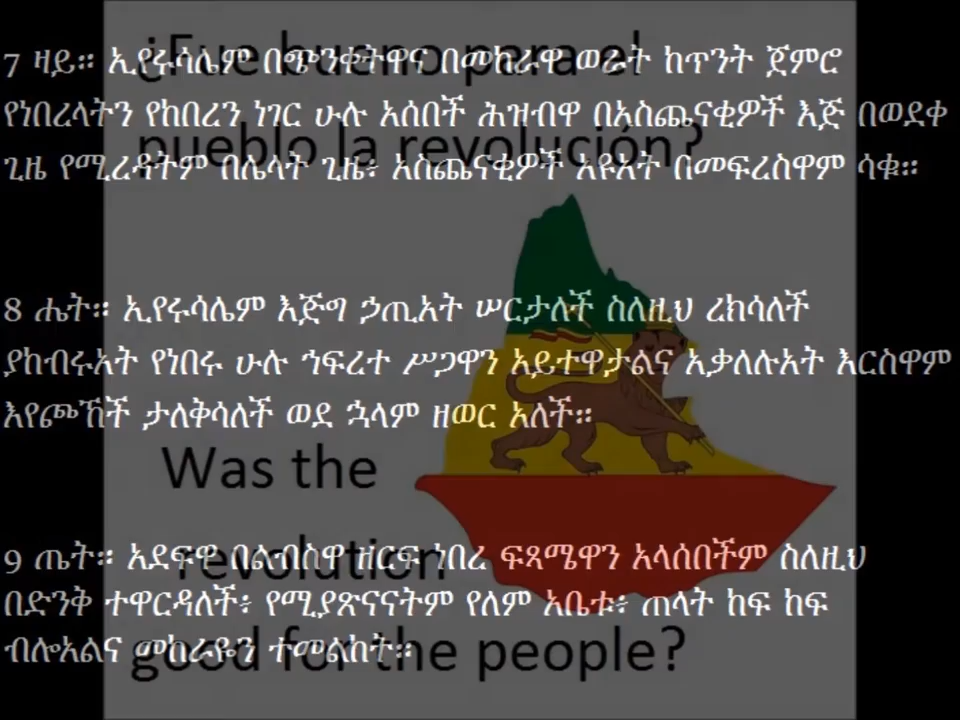 ¿Fue bueno para el
pueblo la revolución?
7 ዛይ። ኢየሩሳሌም በጭንቀትዋና በመከራዋ ወራት ከጥንት ጀምሮ
የነበረላትን የከበረን ነገር ሁሉ አሰበች ሕዝብዋ በአስጨናቂዎች እጅ በወደቀ
ጊዜ የሚረዳትም በሌላት ጊዜ፥ አስጨናቂዎች አዩአት በመፍረስዋም ሳቁ።
8 ሔት። ኢየሩሳሌም እጅግ ኃጢአት ሠርታለች ስለዚህ ረክሳለች
ያከብሩአት የነበሩ ሁሉ ኀፍረተ ሥጋዋን አይተዋታልና አቃለሉአት እርስዋም
እየጮኸች ታለቅሳለች ወደ ኋላም ዘወር አለች።
Was the
revolution
good for the people?
9 ጤት። አደፍዋ በልብስዋ ዘርፍ ነበረ ፍጻሜዋን አላሰበችም ስለዚህ
በድንቅ ተዋርዳለች፥ የሚያጽናናትም የለም አቤቱ፥ ጠላት ከፍ ከፍ
ብሎአልና መከራዬን ተመልከት።